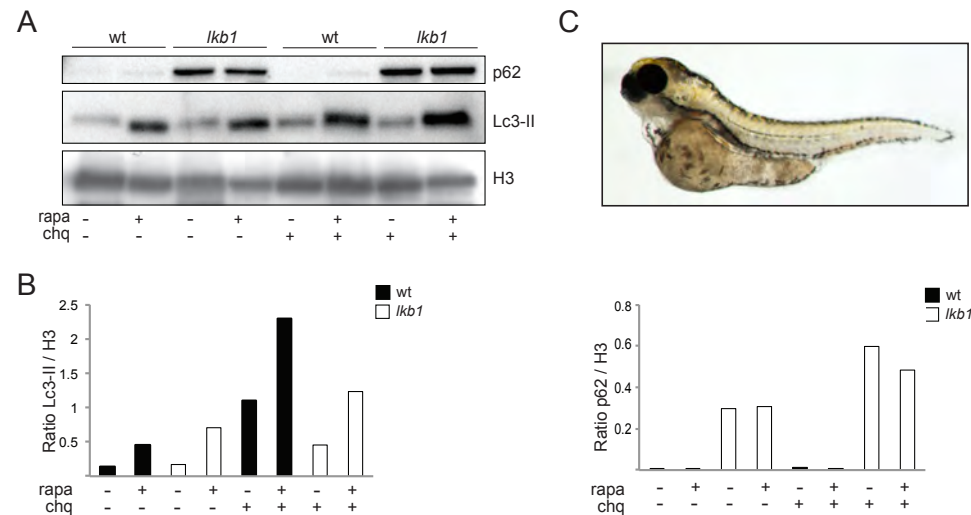 A
wt lkb1 wt lkb1
p62
Lc3-II
H3
rapa - + - + - + - +
chq - - - - + + + +
C
B
wt
lkb1
Ratio Lc3-II / H3
2.5
2
1.5
1
0.5
rapa - + - + - + - +
chq - - - - + + + +
wt
lkb1
Ratio p62 / H3
0.8
0.6
0.4
0.2
rapa - + - + - + - +
chq - - - - + + + +